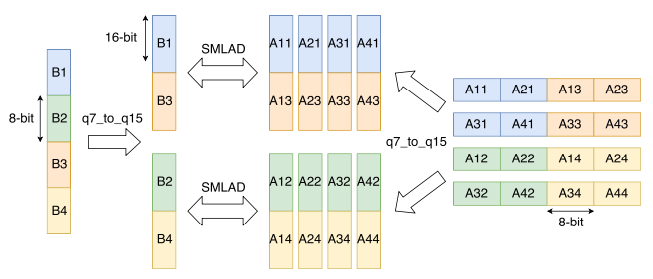 16-bit
SMLAD
B1
A11 A21 A31 A41
B3
A13 A23 A33 A43
B1
B2
B3
B4
8-bit
q7_to_q15
q7_to_q15
A11 A21 A13 A23
A31 A41 A33 A43
A12 A22 A14 A24
A32 A42 A34 A44
8-bit
SMLAD
B2
A12 A22 A32 A42
B4
A14 A24 A34 A44